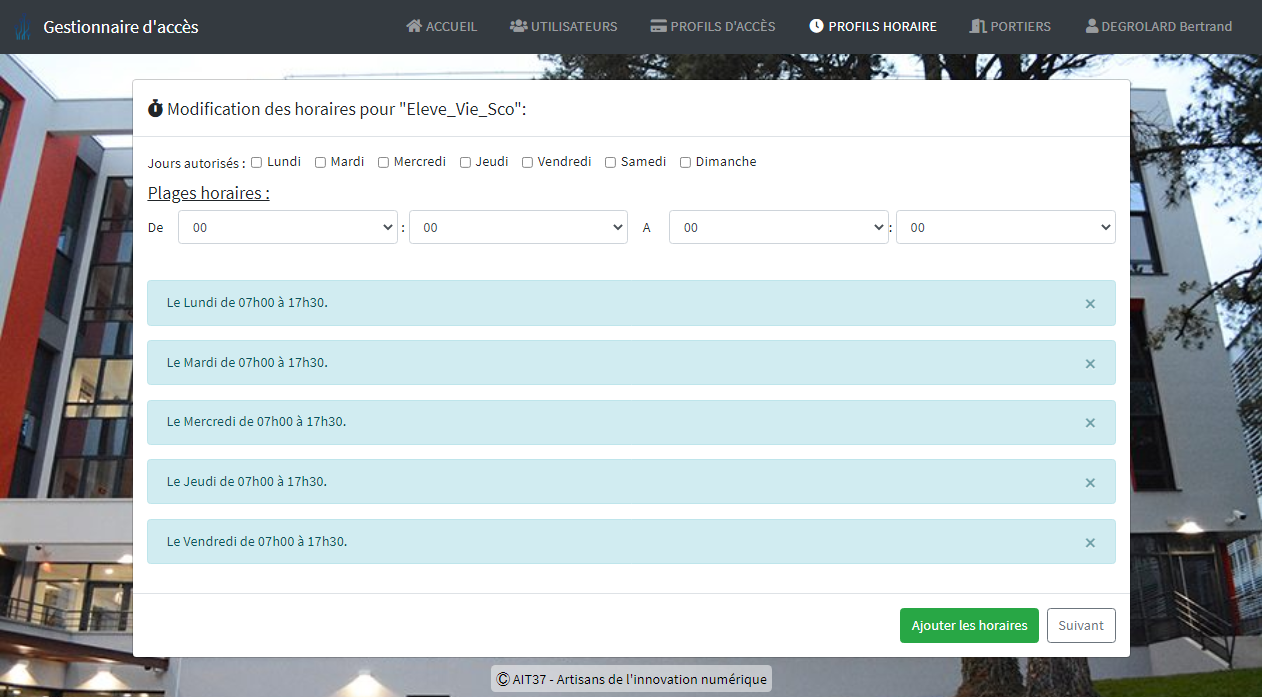 Gestionnaire d'accès ACCUEIL UTILISATEURS PROFILS D'ACCÈS PROFILS HORAIRE PORTIERS DEGROLARD Bertrand
Modification des horaires pour "Eleve_Vie_Sco":
Jours autorisés : Lundi Mardi Mercredi Jeudi Vendredi Samedi Dimanche
Plages horaires :
De 00 : 00 A 00 : 00
Le Lundi de 07h00 à 17h30. ×
Le Mardi de 07h00 à 17h30. ×
Le Mercredi de 07h00 à 17h30. ×
Le Jeudi de 07h00 à 17h30. ×
Le Vendredi de 07h00 à 17h30. ×
Ajouter les horaires Suivant
© AIT37 - Artisans de l'innovation numérique